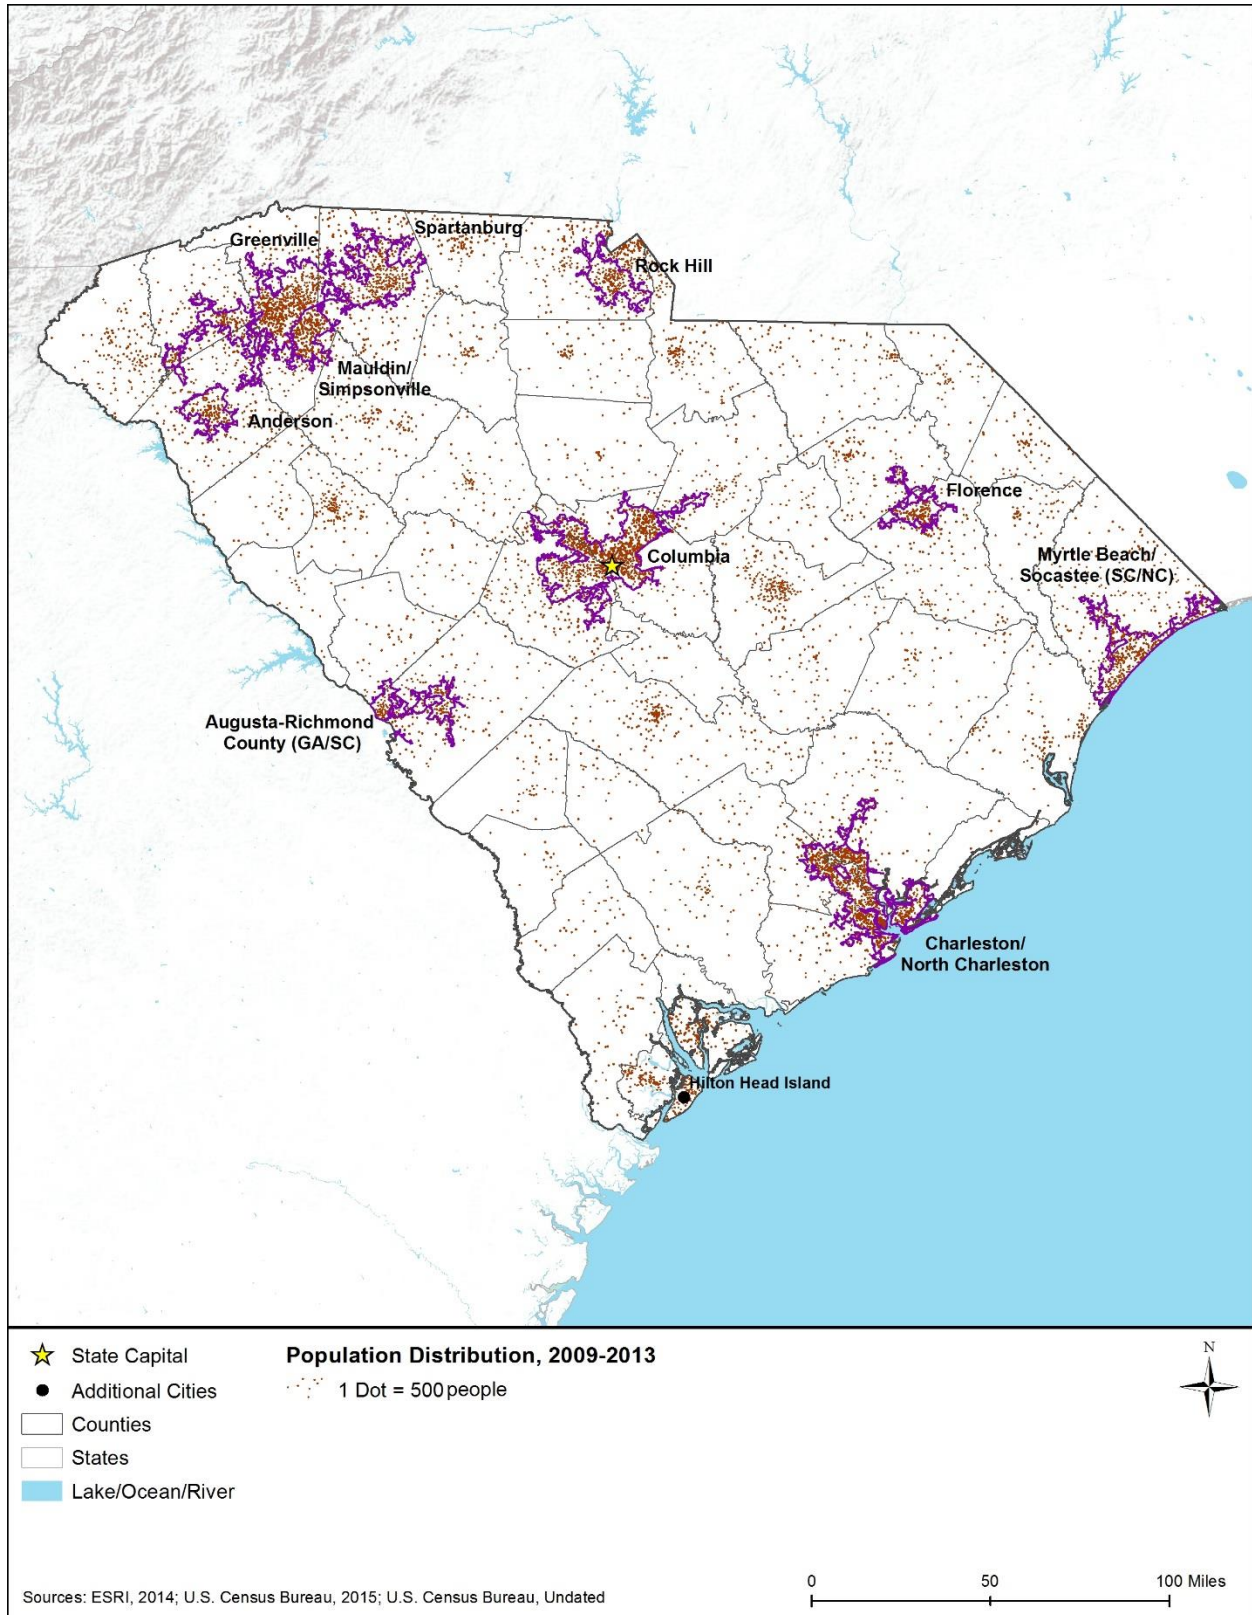 Spartanburg
Greenville
Rock Hill
Mauldin/
Simpsonville
Anderson
Florence
Columbia
Myrtle Beach/
Socastee (SC/NC)
Augusta-Richmond
County (GA/SC)
Charleston/
North Charleston
Hilton Head Island
State Capital
Additional Cities
Counties
States
Lake/Ocean/River
Population Distribution, 2009-2013
1 Dot = 500 people
N
Sources: ESRI, 2014; U.S. Census Bureau, 2015; U.S. Census Bureau, Undated
0 50 100 Miles